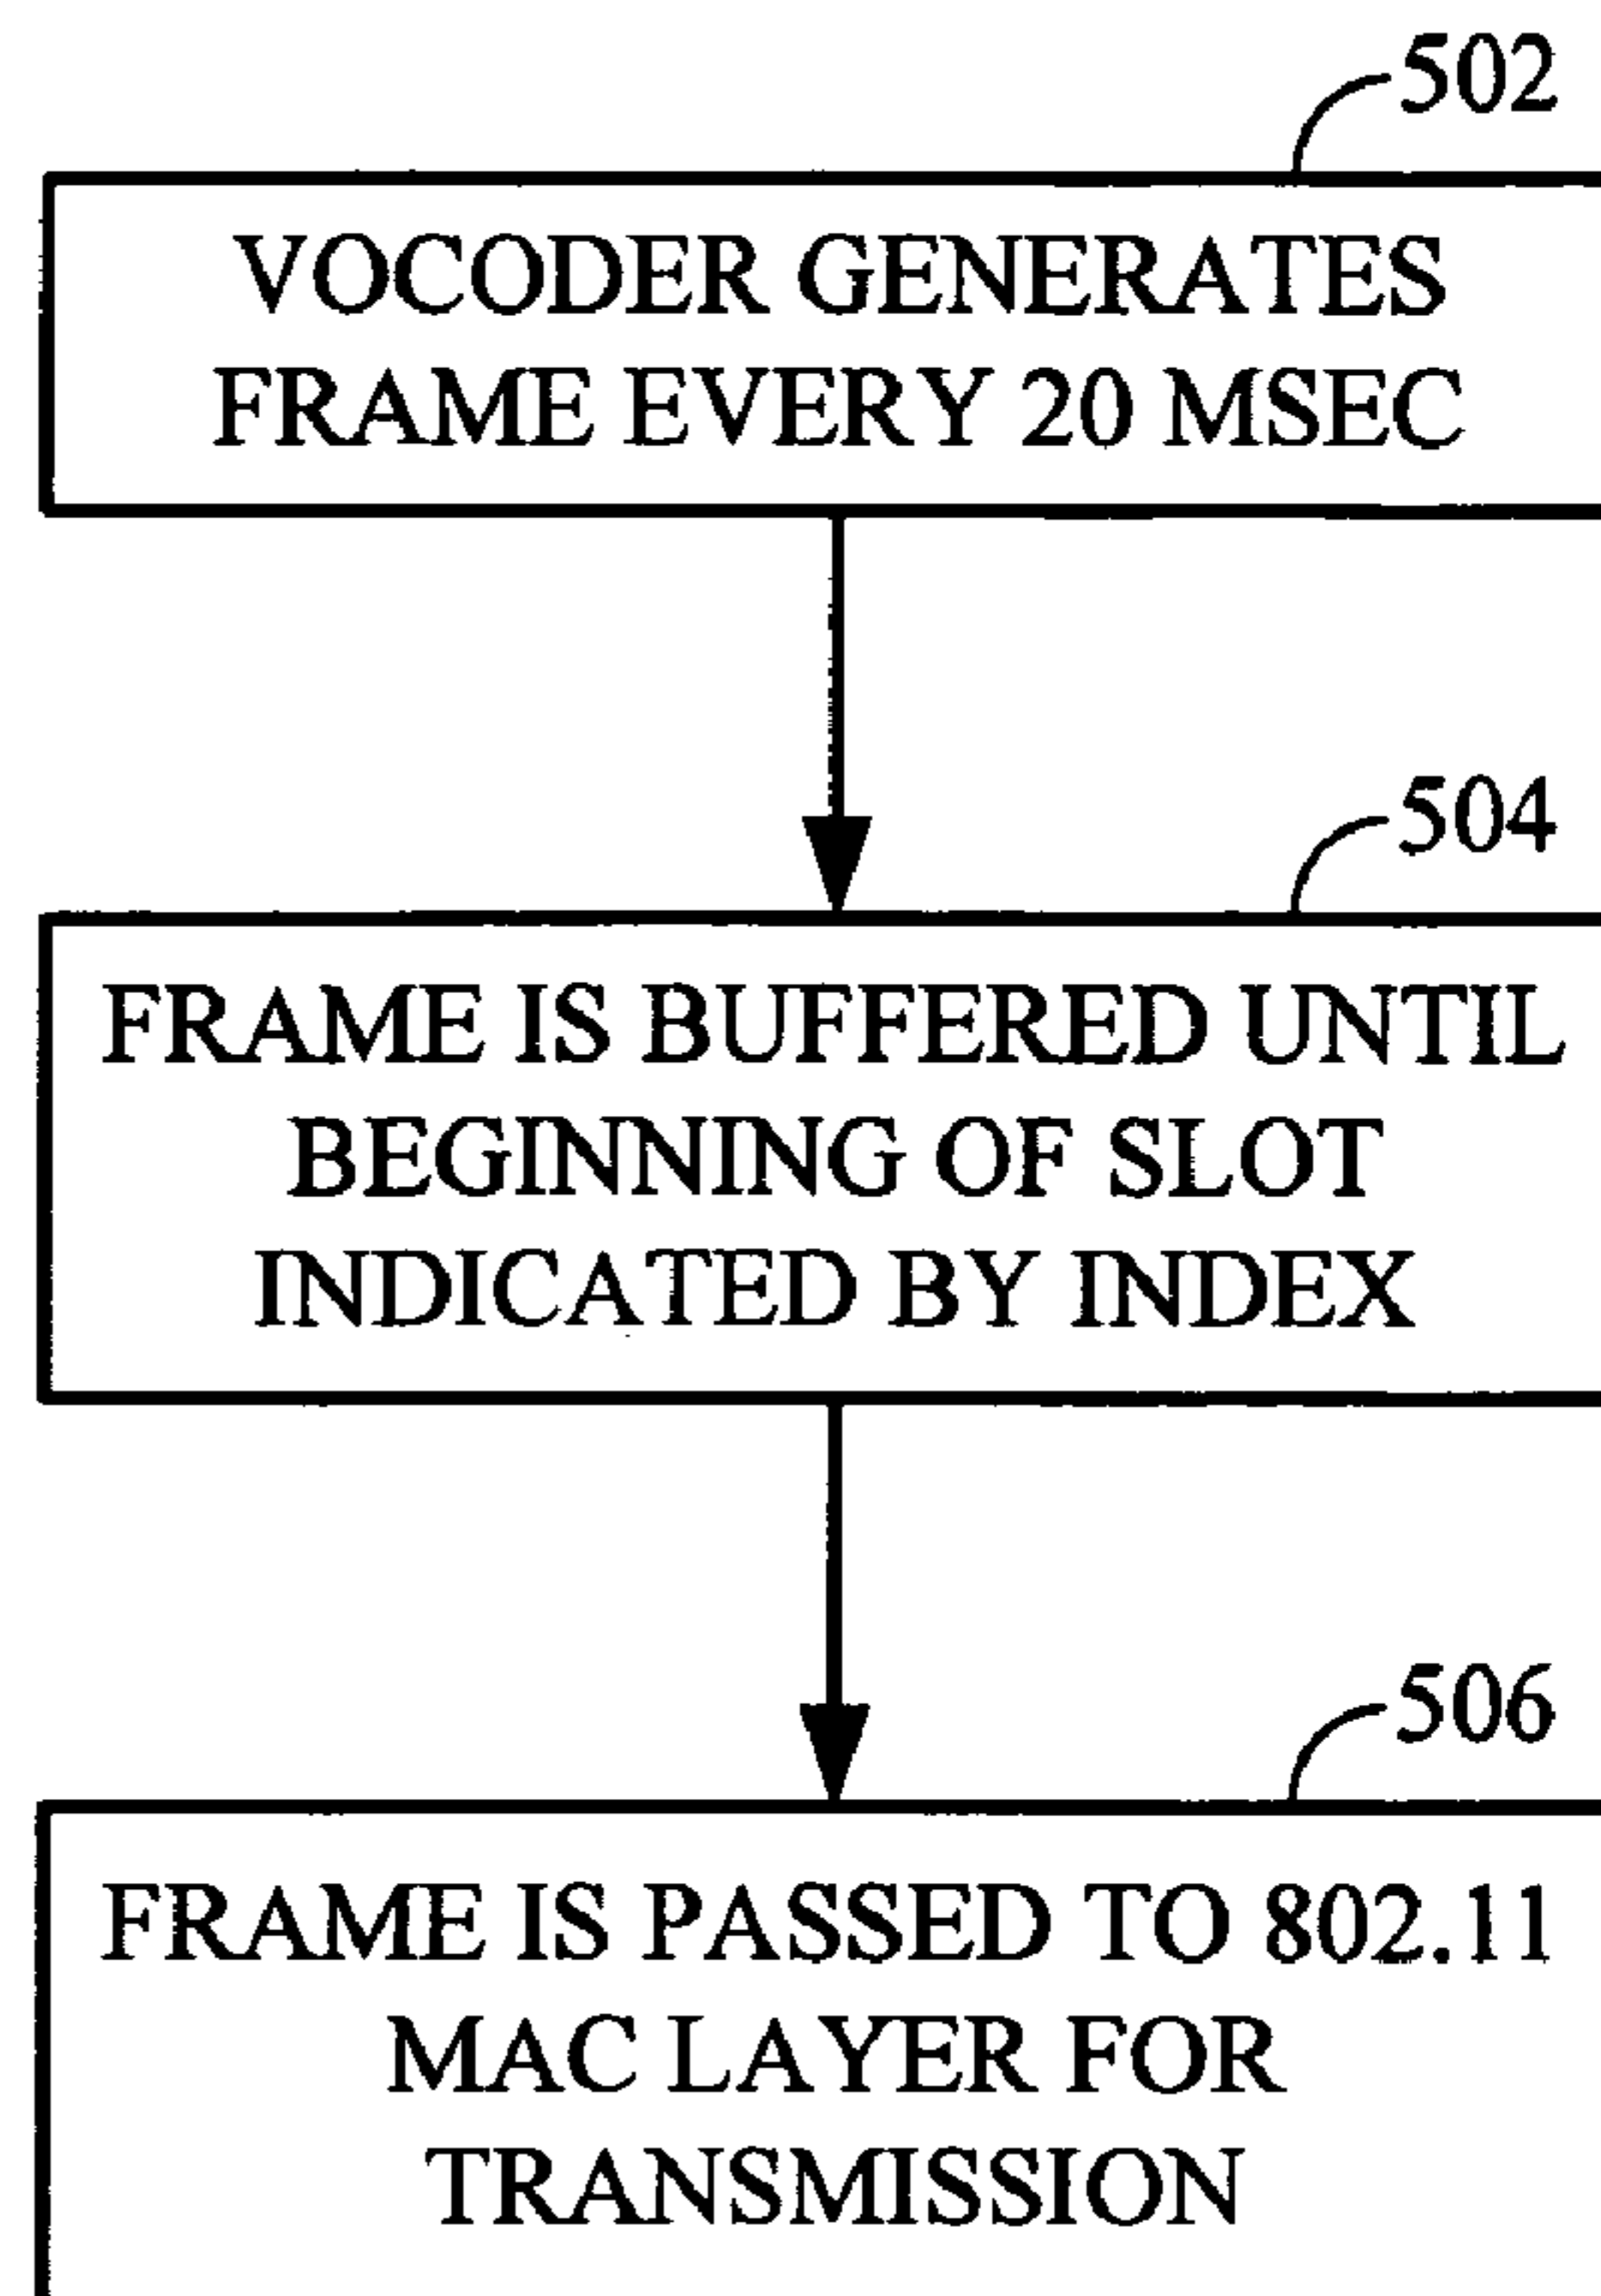 502
VOCODER GENERATES
FRAME EVERY 20 MSEC
504
FRAME IS BUFFERED UNTIL
BEGINNING OF SLOT
INDICATED BY INDEX
506
FRAME IS PASSED TO 802.11
MAC LAYER FOR
TRANSMISSION